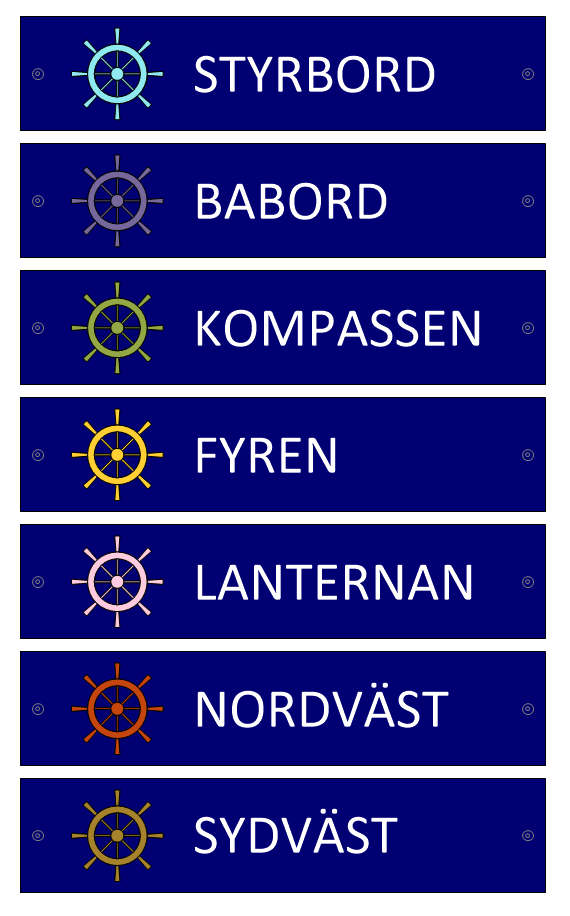 STYRBORD
BABORD
KOMPASSEN
FYREN
LANTERNAN
NORDVÄST
SYDVÄST